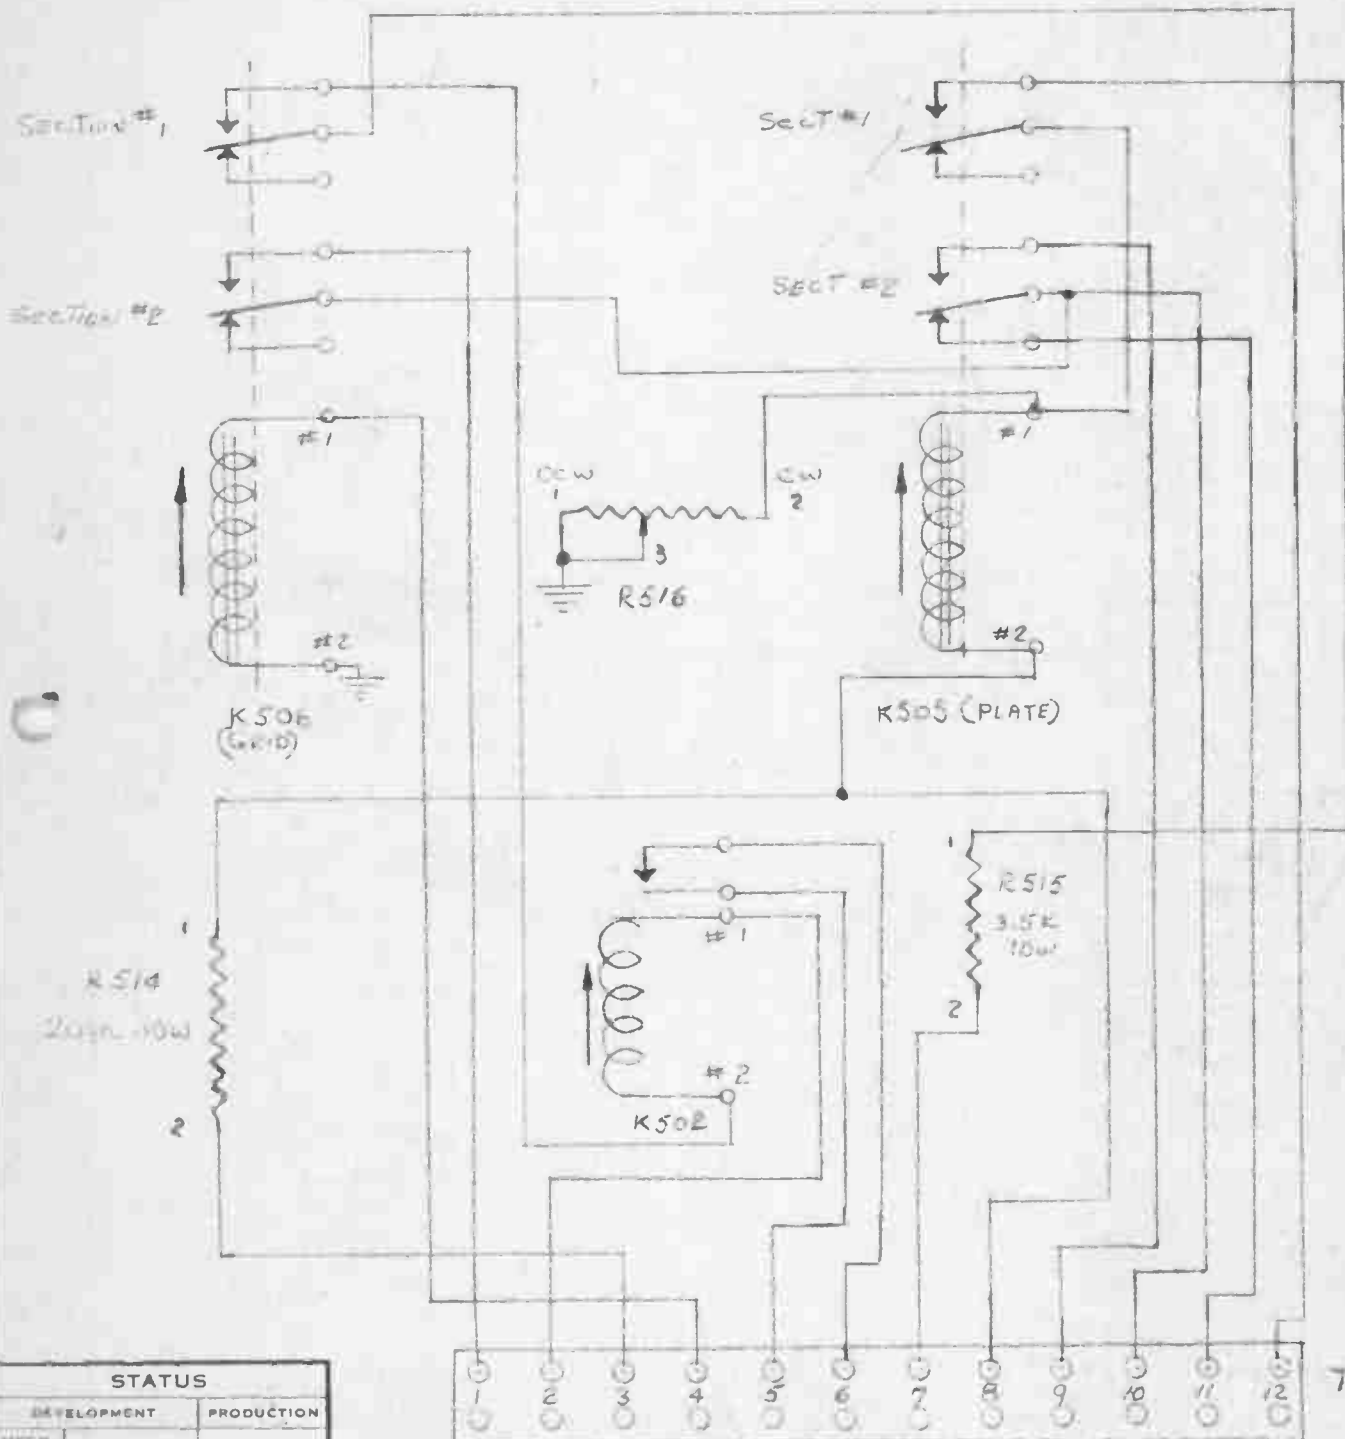 SECTION #1
SECT #1
SECTION #2
SECT #2
#1
#1
CCW
1
CW
2
3
R516
#2
#2
K506
(GRID)
K505 (PLATE)
1
R514
10W
2
#1
#2
K502
1
R515
3.5K
10W
2
STATUS
DEVELOPMENT
PRODUCTION
1 2 3 4 5 6 7 8 9 10 11 12